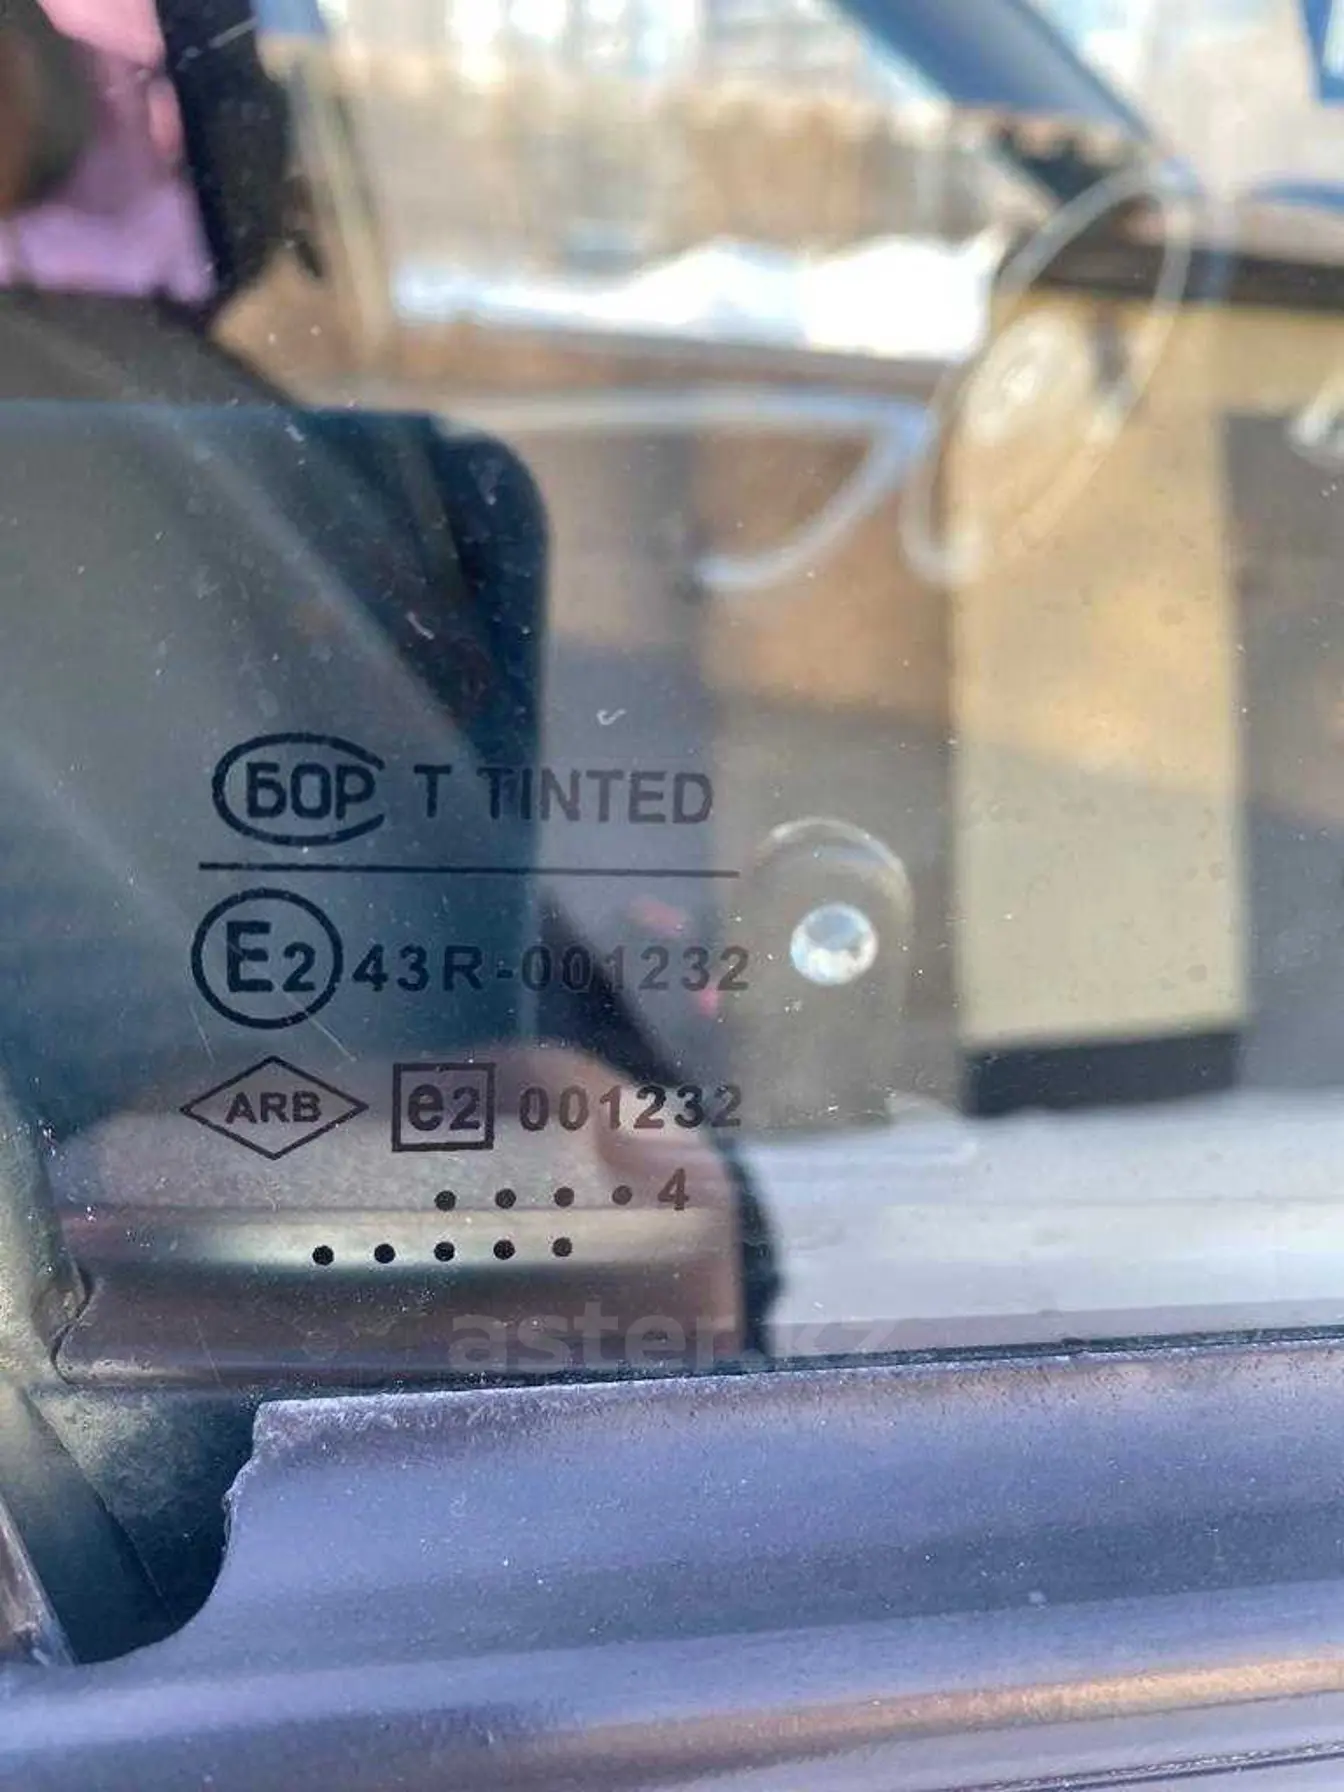 БОР T TINTED
E2 43R-001232
ARB e2 001232
• • • • 4
• • • • •
aster.kz